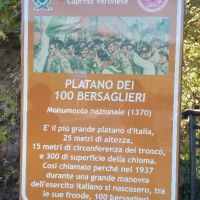 Caprino Veronese
PLATANO DEI
100 BERSAGLIERI
Monumento nazionale (1370)
E' il più grande platano d'Italia,
25 metri di altezza,
15 metri di circonferenza del tronco,
e 300 di superficie della chioma.
Così chiamato perché nel 1937
durante una grande manovra
dell'esercito italiano si nascosero, tra
le sue fronde, 100 bersaglieri